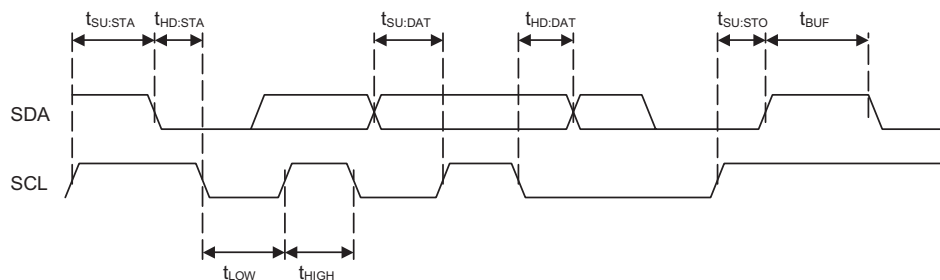 tSU:STA tHD:STA tSU:DAT tHD:DAT tSU:STO tBUF
SDA
SCL
tLOW tHIGH